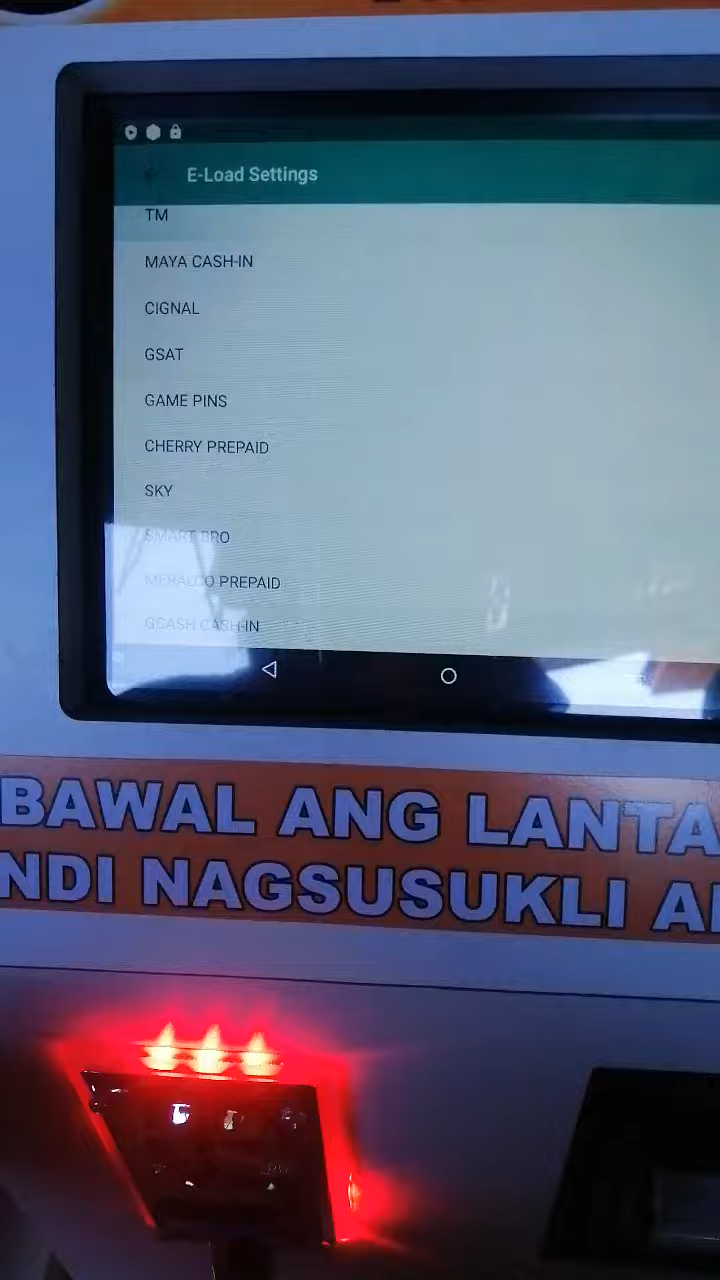 E-Load Settings
TM
MAYA CASH-IN
CIGNAL
GSAT
GAME PINS
CHERRY PREPAID
SKY
SMART BRO
MERALCO PREPAID
GCASH CASH-IN
BAWAL ANG LANTA
NDI NAGSUSUKLI A